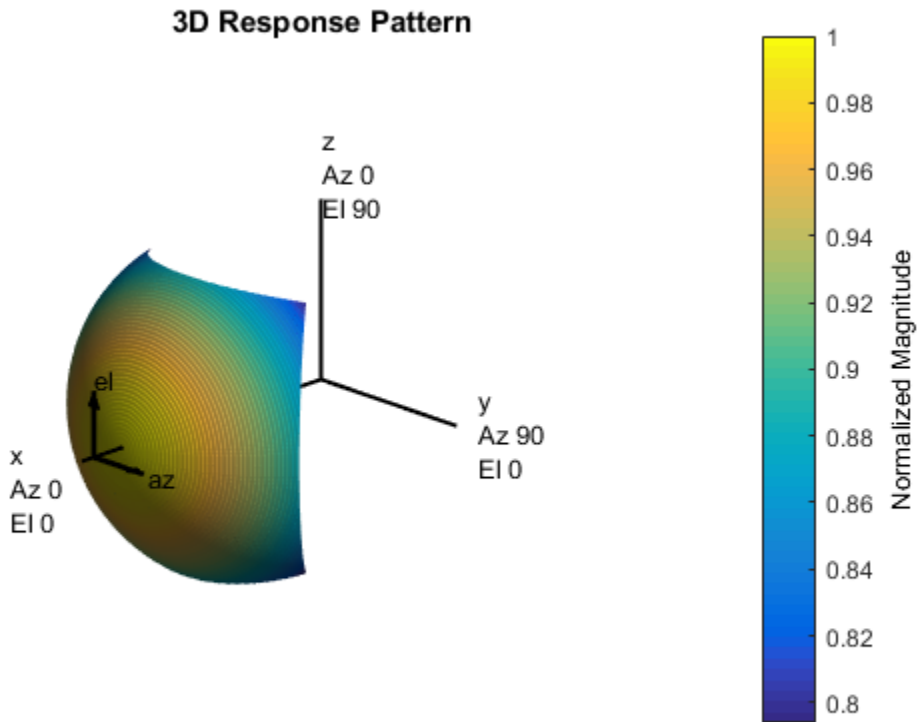 3D Response Pattern
z
Az 0
El 90
el
az
x
Az 0
El 0
y
Az 90
El 0
1
0.98
0.96
0.94
0.92
0.9
0.88
0.86
0.84
0.82
0.8
Normalized Magnitude